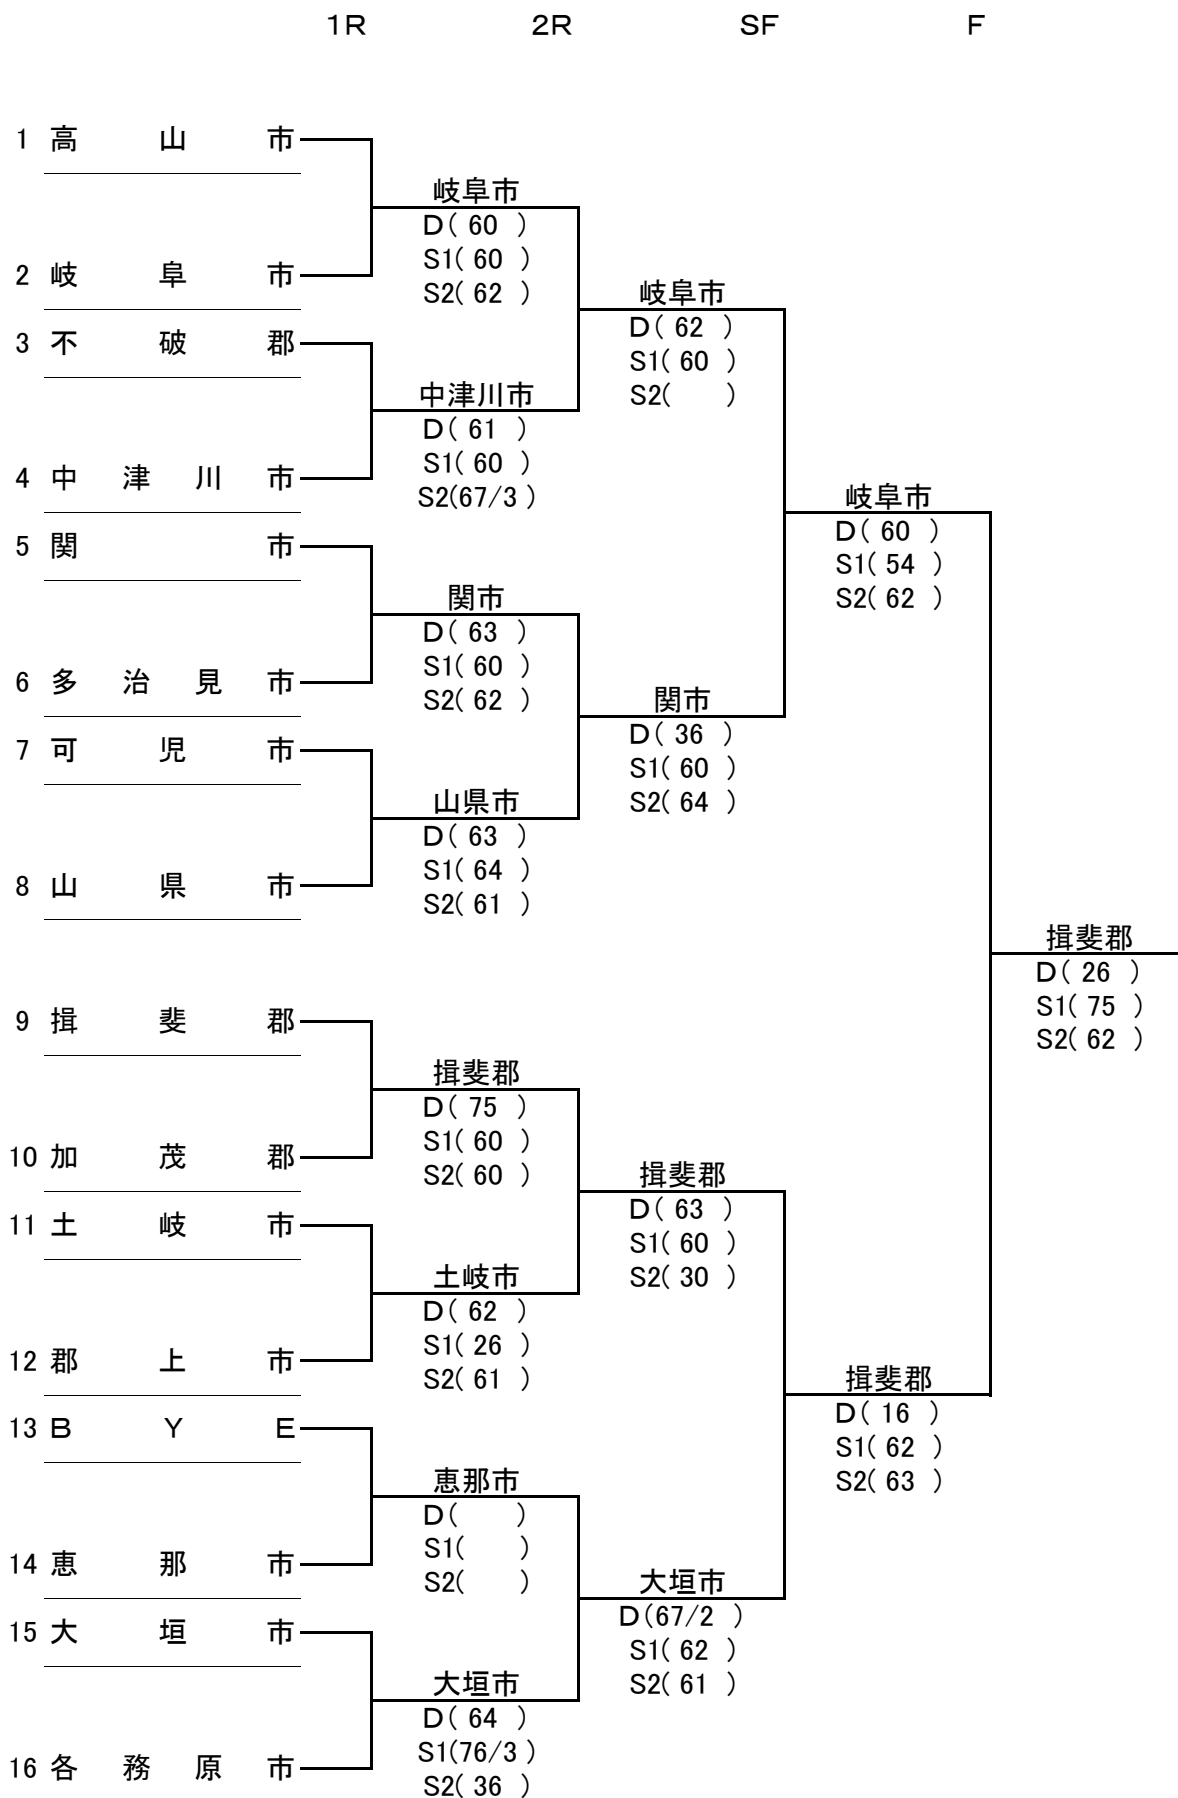 1R 2R SF F
1 高山市
岐阜市
D( 60 )
S1( 60 )
2 岐阜市
S2( 62 )
岐阜市
D( 62 )
3 不破郡
S1( 60 )
中津川市
S2( )
D( 61 )
S1( 60 )
4 中津川市
S2(67/3 )
岐阜市
D( 60 )
5 関市
S1( 54 )
関市
S2( 62 )
D( 63 )
S1( 60 )
6 多治見市
S2( 62 )
関市
D( 36 )
7 可児市
S1( 60 )
山県市
S2( 64 )
D( 63 )
S1( 64 )
8 山県市
S2( 61 )
揖斐郡
D( 26 )
S1( 75 )
9 揖斐郡
S2( 62 )
揖斐郡
D( 75 )
S1( 60 )
10 加茂郡
S2( 60 )
揖斐郡
D( 63 )
11 土岐市
S1( 60 )
土岐市
S2( 30 )
D( 62 )
S1( 26 )
12 郡上市
S2( 61 )
揖斐郡
D( 16 )
13 BYE
S1( 62 )
恵那市
S2( 63 )
D( )
S1( )
14 恵那市
S2( )
大垣市
D(67/2 )
15 大垣市
S1( 62 )
大垣市
S2( 61 )
D( 64 )
S1(76/3 )
16 各務原市
S2( 36 )